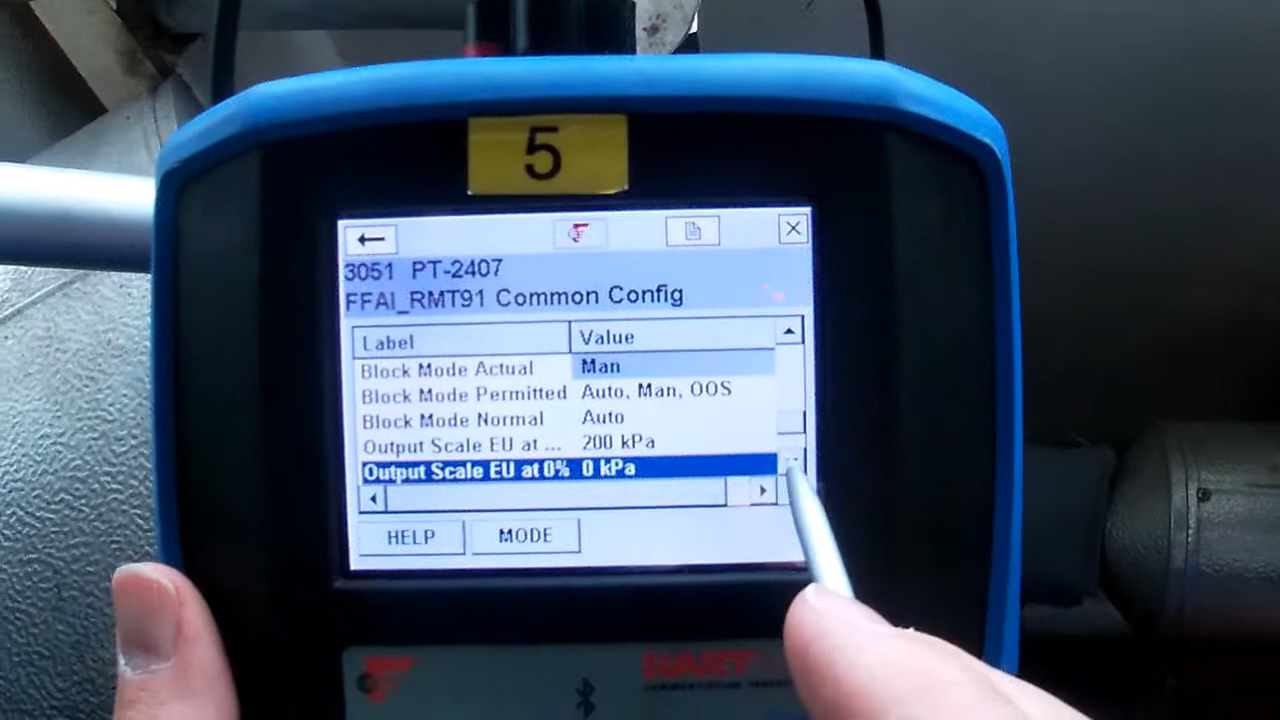 5
3051 PT-2407
FFAI_RMT91 Common Config
Label Value
Block Mode Actual Man
Block Mode Permitted Auto, Man, OOS
Block Mode Normal Auto
Output Scale EU at ... 200 kPa
Output Scale EU at 0% 0 kPa
HELP MODE
HART